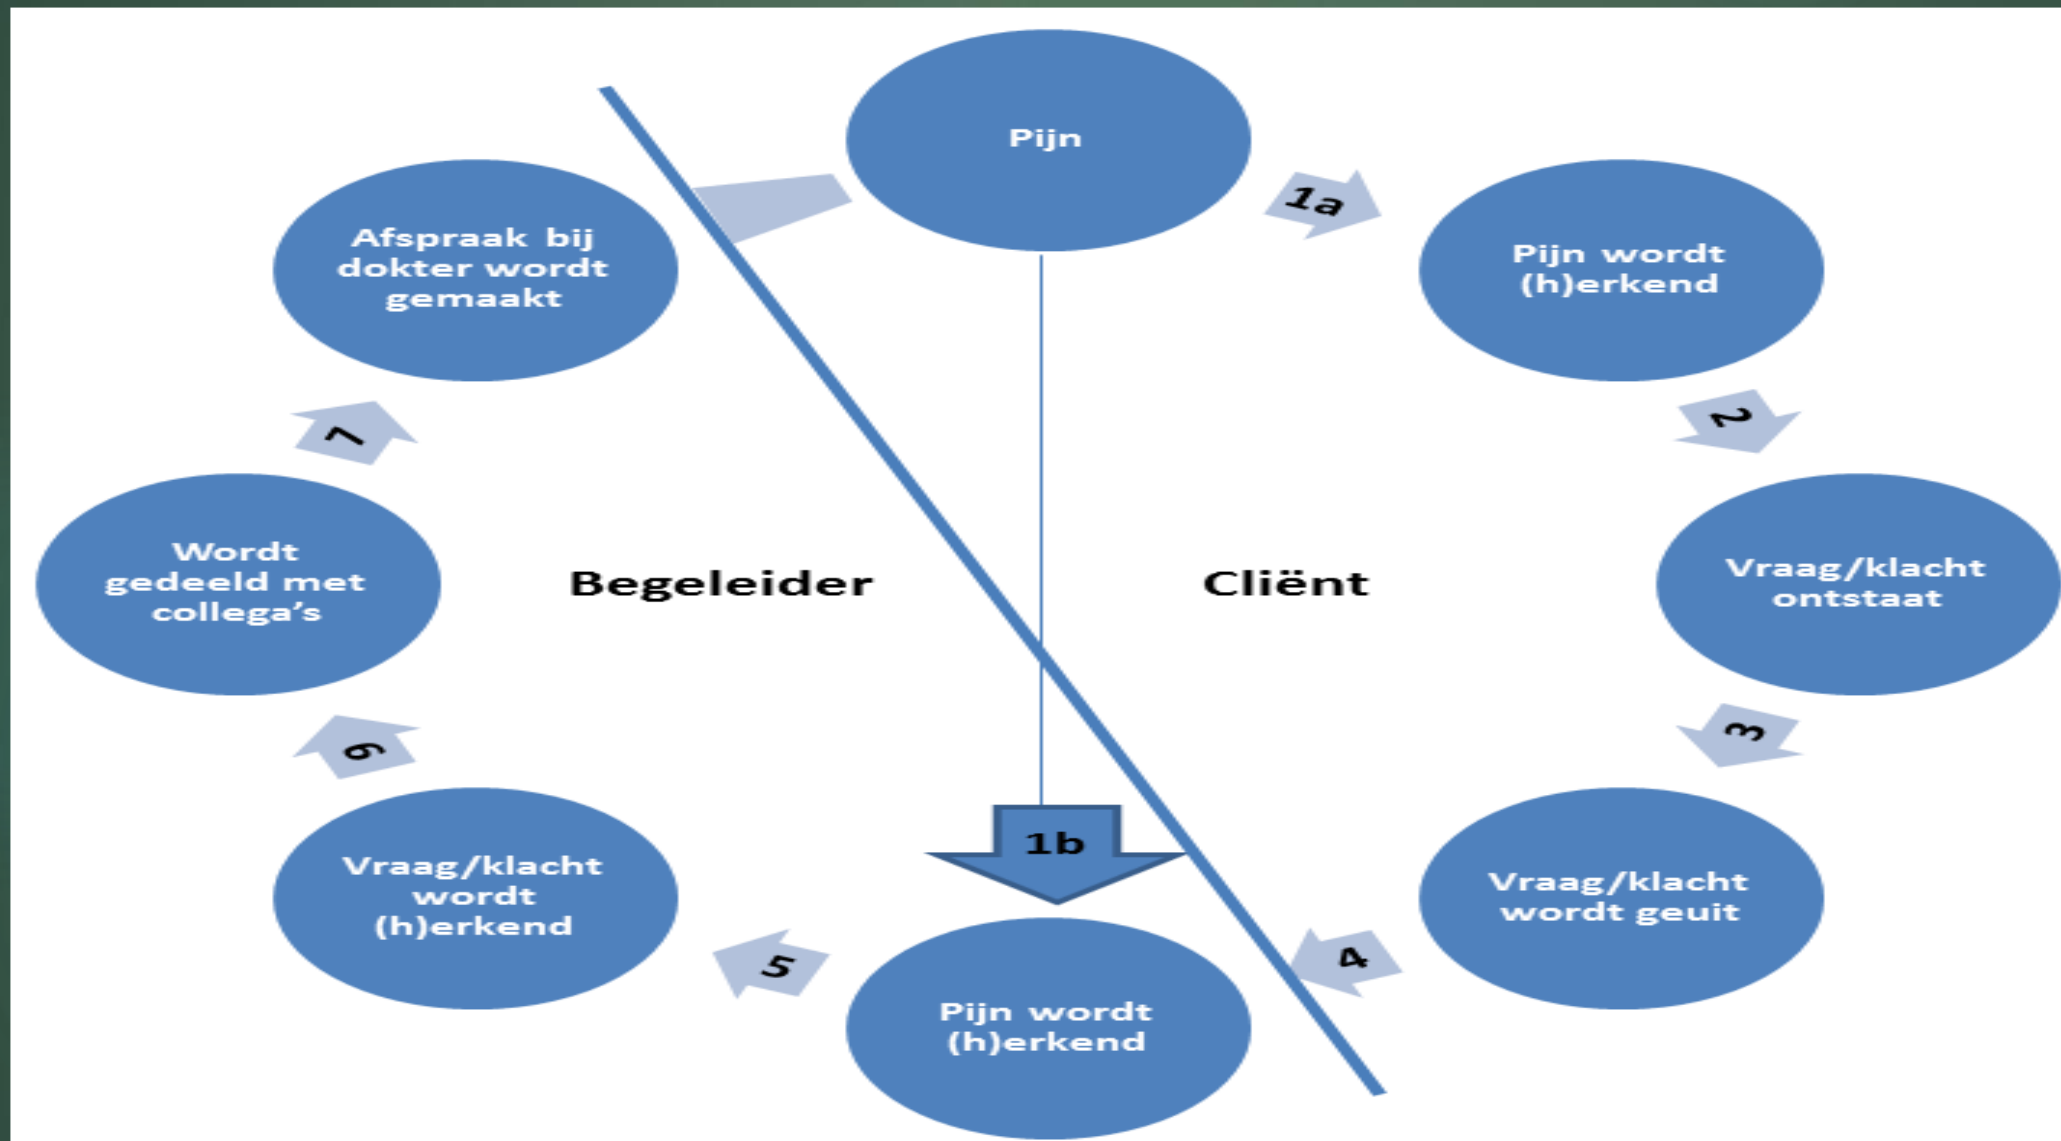 Pijn
1a
Pijn wordt
(h)erkend
2
Vraag/klacht
ontstaat
3
Vraag/klacht
wordt geuit
4
Pijn wordt
(h)erkend
5
Vraag/klacht
wordt
(h)erkend
6
Wordt
gedeeld met
collega's
7
Afspraak bij
dokter wordt
gemaakt
Begeleider
Cliënt
1b